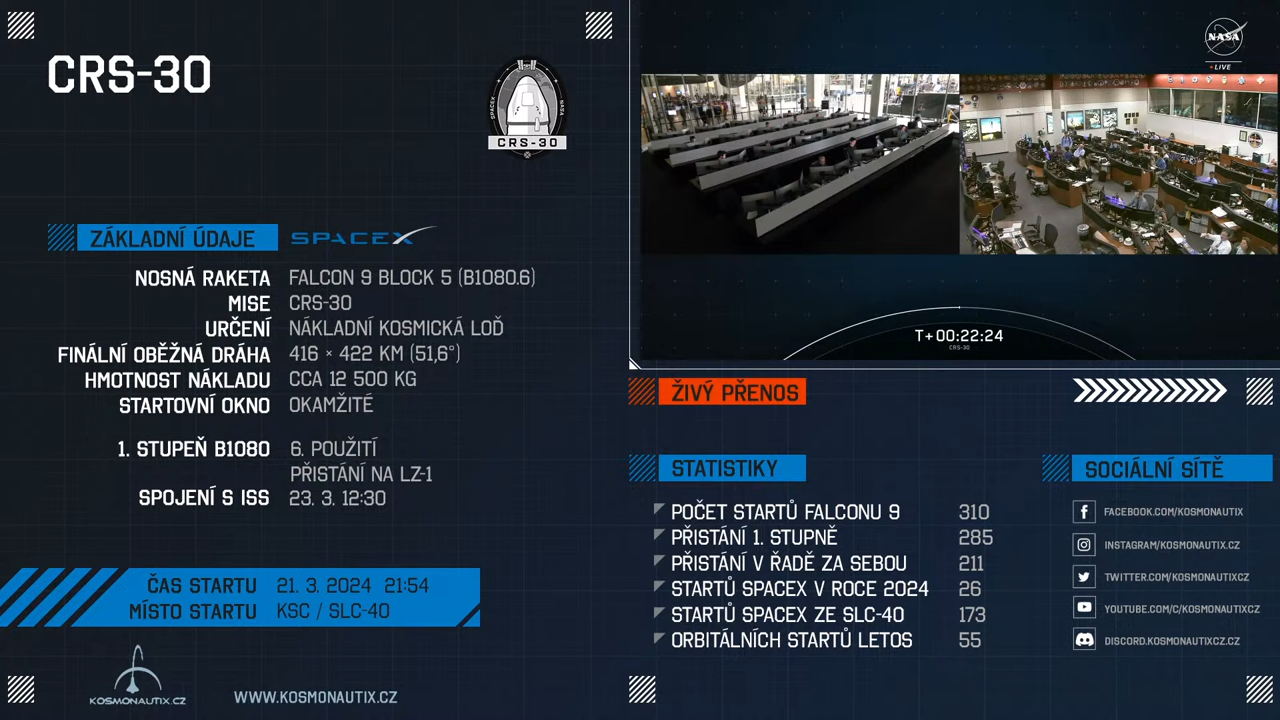 CRS-30
SPACEX
NASA
CRS-30
ZÁKLADNÍ ÚDAJE
SPACEX
NOSNÁ RAKETA FALCON 9 BLOCK 5 (B1080.6)
MISE CRS-30
URČENÍ NÁKLADNÍ KOSMICKÁ LOĎ
FINÁLNÍ OBĚŽNÁ DRÁHA 416 × 422 KM (51,6°)
HMOTNOST NÁKLADU CCA 12 500 KG
STARTOVNÍ OKNO OKAMŽITÉ
1. STUPEŇ B1080 6. POUŽITÍ
PŘISTÁNÍ NA LZ-1
SPOJENÍ S ISS 23. 3. 12:30
ČAS STARTU 21. 3. 2024 21:54
MÍSTO STARTU KSC / SLC-40
KOSMONAUTIX.CZ
WWW.KOSMONAUTIX.CZ
NASA
LIVE
T+00:22:24
CRS-30
ŽIVÝ PŘENOS
STATISTIKY
POČET STARTŮ FALCONU 9 310
PŘISTÁNÍ 1. STUPNĚ 285
PŘISTÁNÍ V ŘADĚ ZA SEBOU 211
STARTŮ SPACEX V ROCE 2024 26
STARTŮ SPACEX ZE SLC-40 173
ORBITÁLNÍCH STARTŮ LETOS 55
SOCIÁLNÍ SÍTĚ
FACEBOOK.COM/KOSMONAUTIX
INSTAGRAM/KOSMONAUTIX.CZ
TWITTER.COM/KOSMONAUTIXCZ
YOUTUBE.COM/C/KOSMONAUTIXCZ
DISCORD.KOSMONAUTIXCZ.CZ